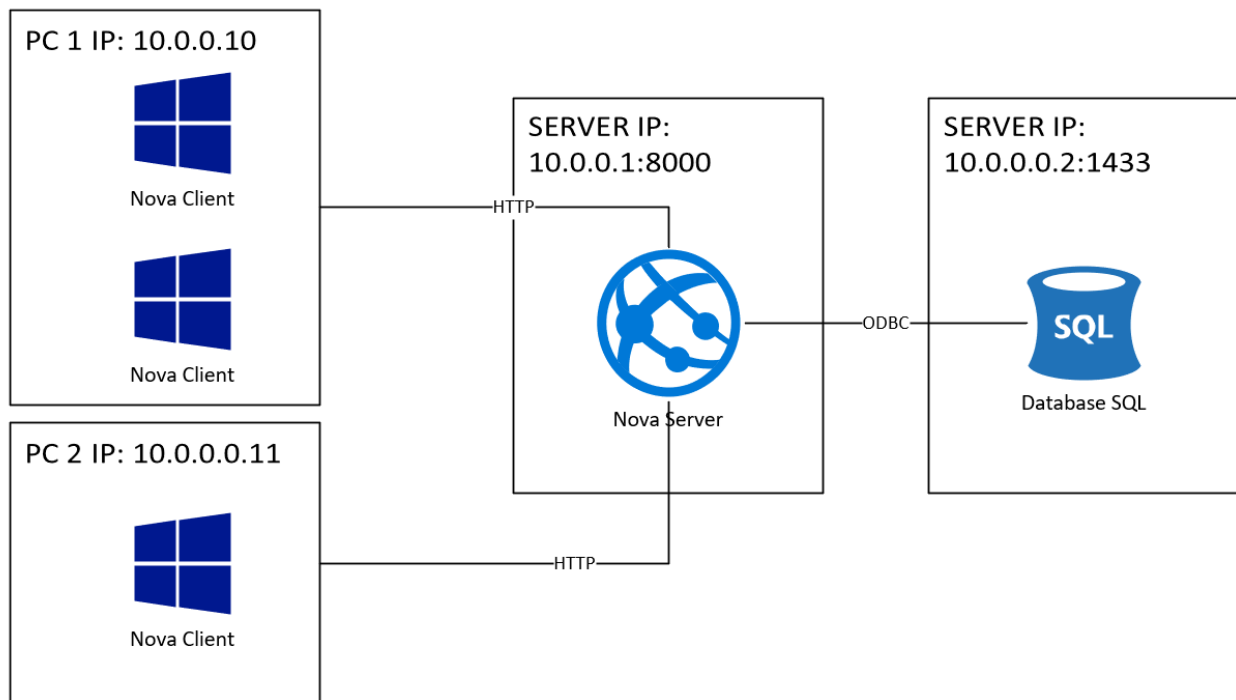 PC 1 IP: 10.0.0.10
Nova Client
Nova Client
PC 2 IP: 10.0.0.0.11
Nova Client
HTTP
HTTP
SERVER IP:
10.0.0.1:8000
Nova Server
ODBC
SERVER IP:
10.0.0.0.2:1433
SQL
Database SQL